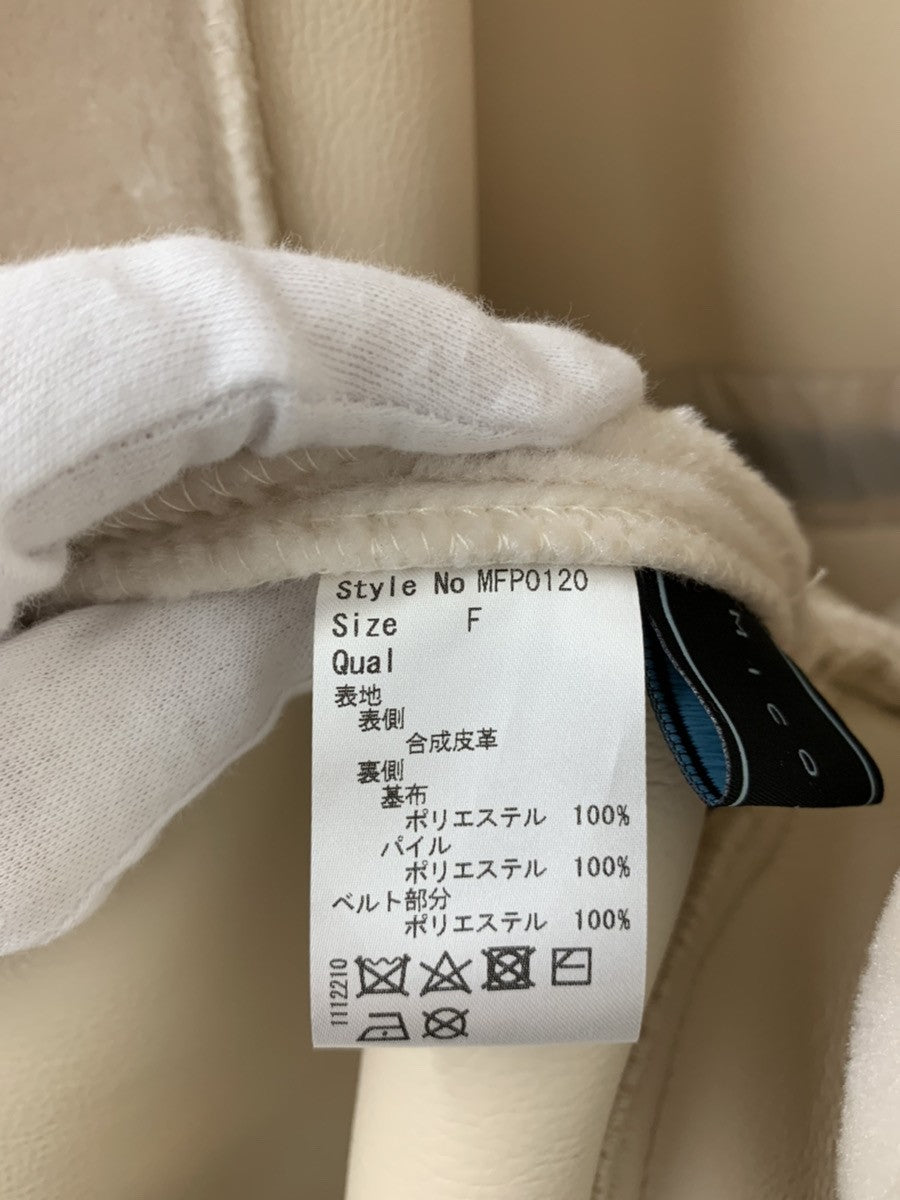 Style No MFP0120
Size F
Qual
表地
表側
合成皮革
裏側
基布
ポリエステル 100%
パイル
ポリエステル 100%
ベルト部分
ポリエステル 100%
1112210
M I C O